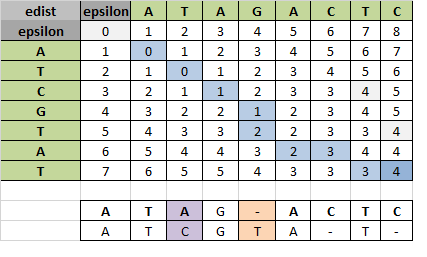 edist epsilon A T A G A C T C
epsilon 0 1 2 3 4 5 6 7 8
A 1 0 1 2 3 4 5 6 7
T 2 1 0 1 2 3 4 5 6
C 3 2 1 1 2 3 3 4 5
G 4 3 2 2 1 2 3 4 5
T 5 4 3 3 2 2 3 3 4
A 6 5 4 4 3 2 3 4 4
T 7 6 5 5 4 3 3 3 4
A T A G - A C T C
A T C G T A - T -